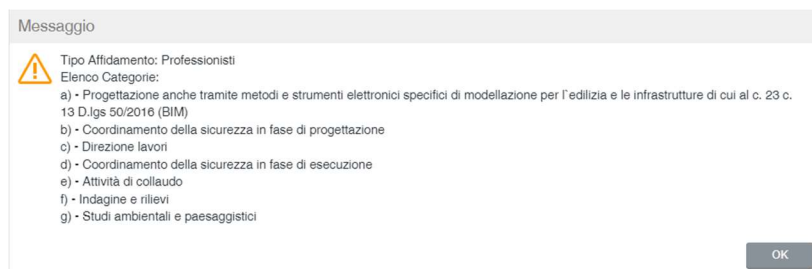 Messaggio
Tipo Affidamento: Professionisti
Elenco Categorie:
a) - Progettazione anche tramite metodi e strumenti elettronici specifici di modellazione per l`edilizia e le infrastrutture di cui al c. 23 c.
13 D.lgs 50/2016 (BIM)
b) - Coordinamento della sicurezza in fase di progettazione
c) - Direzione lavori
d) - Coordinamento della sicurezza in fase di esecuzione
e) - Attività di collaudo
f) - Indagine e rilievi
g) - Studi ambientali e paesaggistici
OK